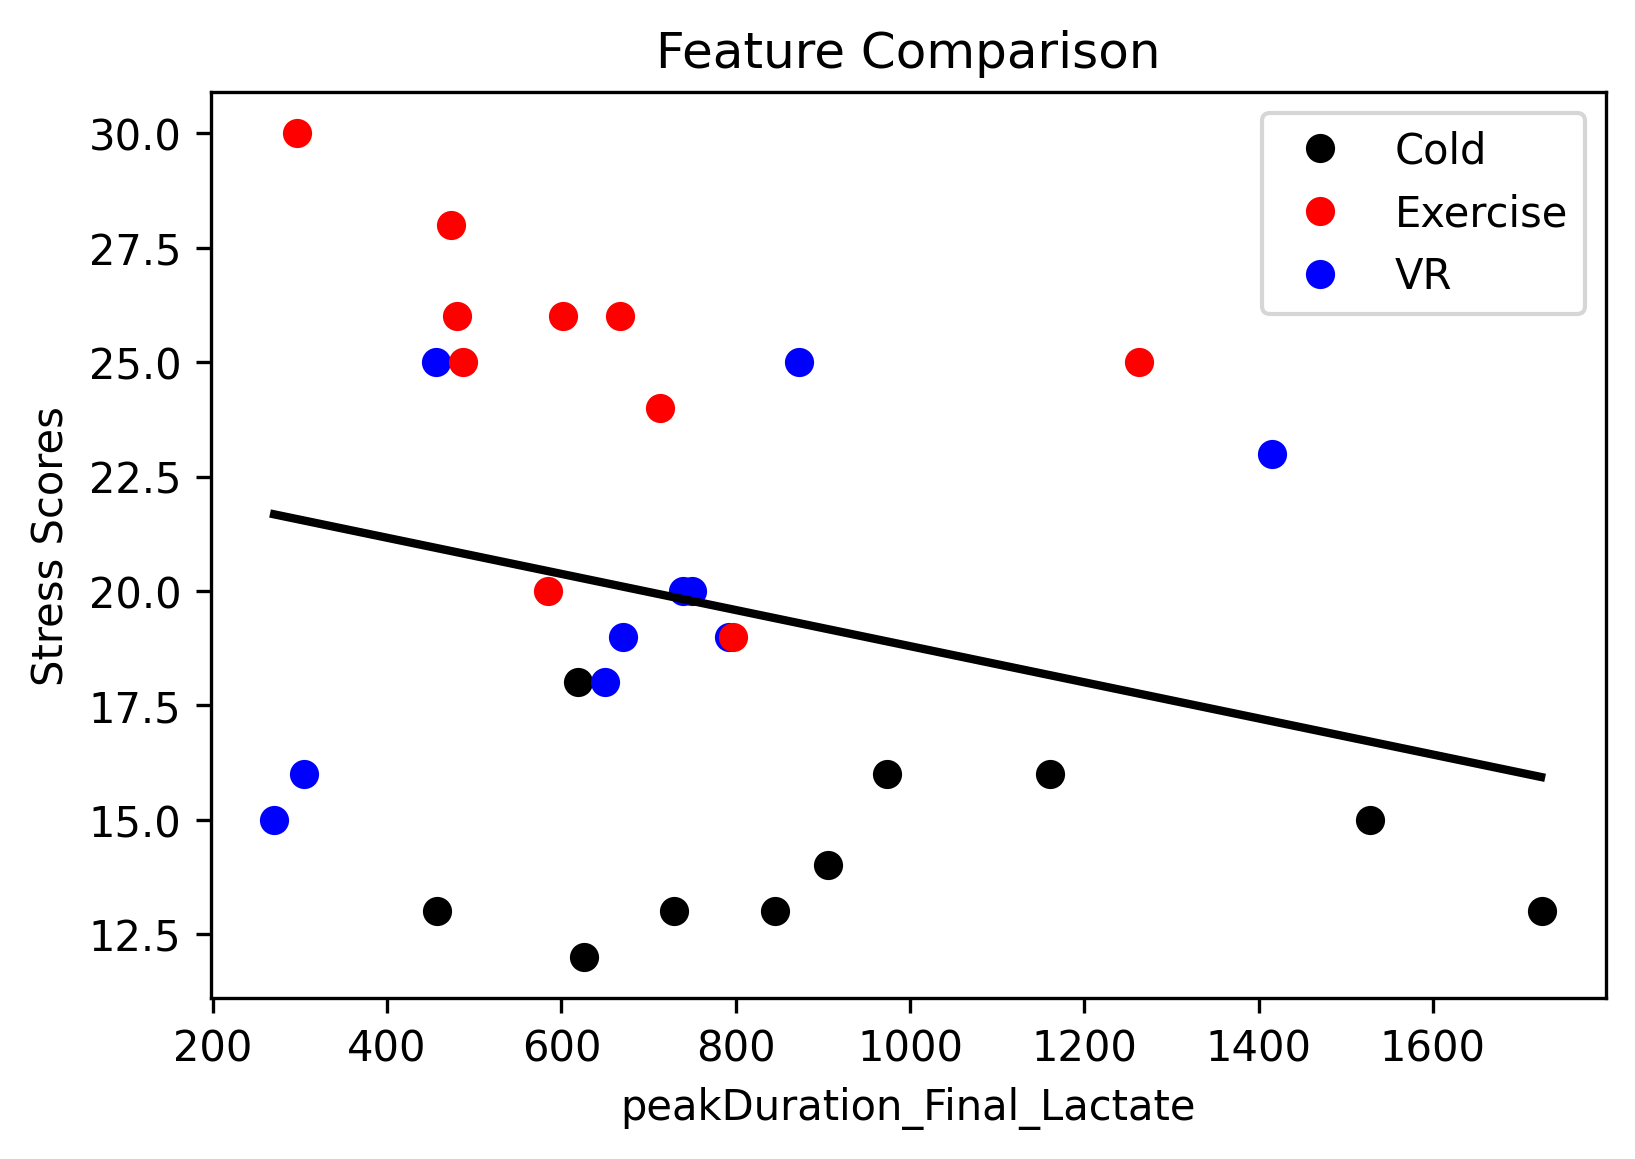 Feature Comparison
30.0
27.5
25.0
22.5
20.0
17.5
15.0
12.5
Stress Scores
Cold
Exercise
VR
200 400 600 800 1000 1200 1400 1600
peakDuration_Final_Lactate